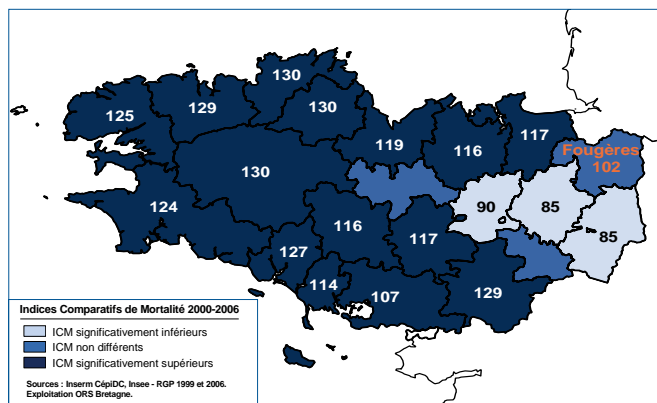 130
125
129
130
119
116
117
Fougères
102
130
90
85
85
124
116
117
127
114
107
129
Indices Comparatifs de Mortalité 2000-2006
ICM significativement inférieurs
ICM non différents
ICM significativement supérieurs
Sources : Inserm CépiDC, Insee - RGP 1999 et 2006.
Exploitation ORS Bretagne.